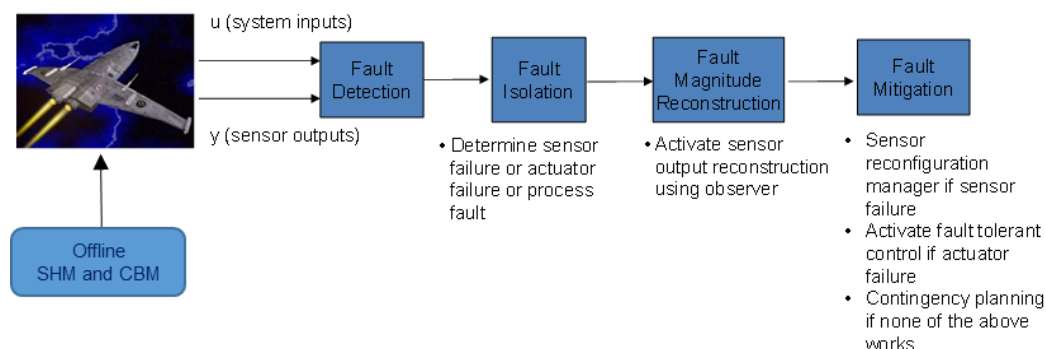 u (system inputs)
y (sensor outputs)
Offline
SHM and CBM
Fault
Detection
Fault
Isolation
• Determine sensor
failure or actuator
failure or process
fault
Fault
Magnitude
Reconstruction
• Activate sensor
output reconstruction
using observer
Fault
Mitigation
• Sensor
reconfiguration
manager if sensor
failure
• Activate fault tolerant
control if actuator
failure
• Contingency planning
if none of the above
works